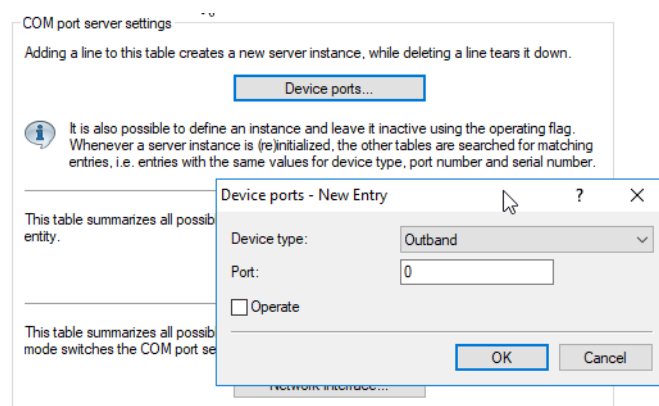 COM port server settings
Adding a line to this table creates a new server instance, while deleting a line tears it down.
Device ports...
It is also possible to define an instance and leave it inactive using the operating flag.
Whenever a server instance is (re)initialized, the other tables are searched for matching
entries, i.e. entries with the same values for device type, port number and serial number.
Device ports - New Entry
This table summarizes all possib
entity.
Device type:
Outband
Port:
0
Operate
This table summarizes all possib
mode switches the COM port se
OK
Cancel
Network interface...